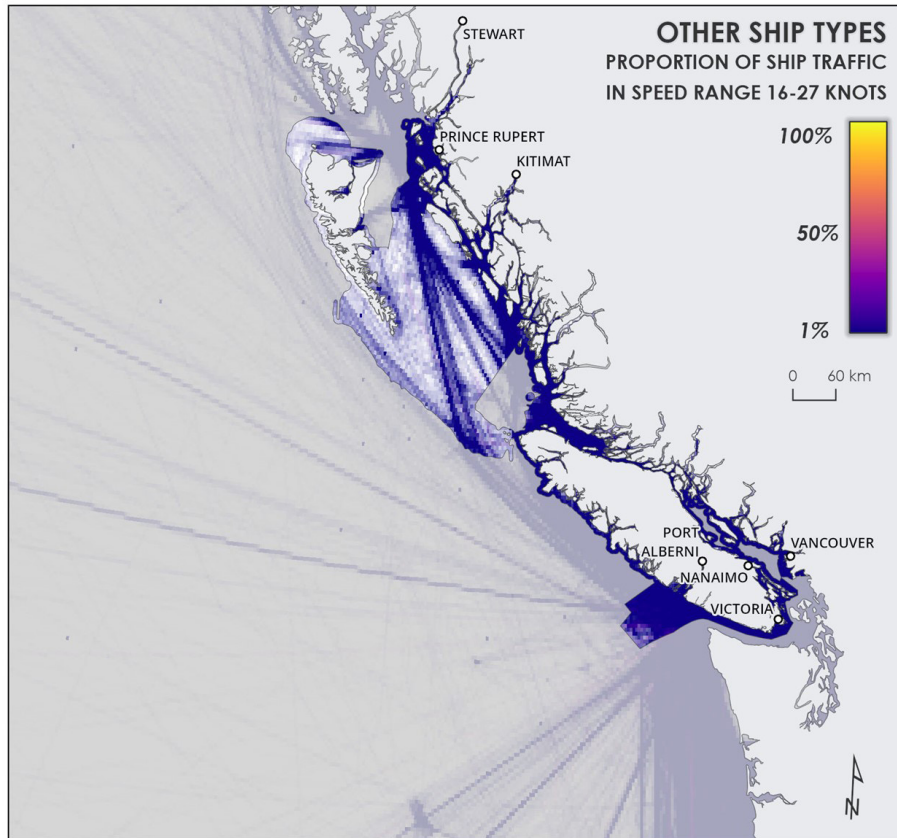 OTHER SHIP TYPES
PROPORTION OF SHIP TRAFFIC
IN SPEED RANGE 16-27 KNOTS
100%
50%
1%
0 60 km
STEWART
PRINCE RUPERT
KITIMAT
PORT
ALBERNI
VANCOUVER
NANAIMO
VICTORIA
N